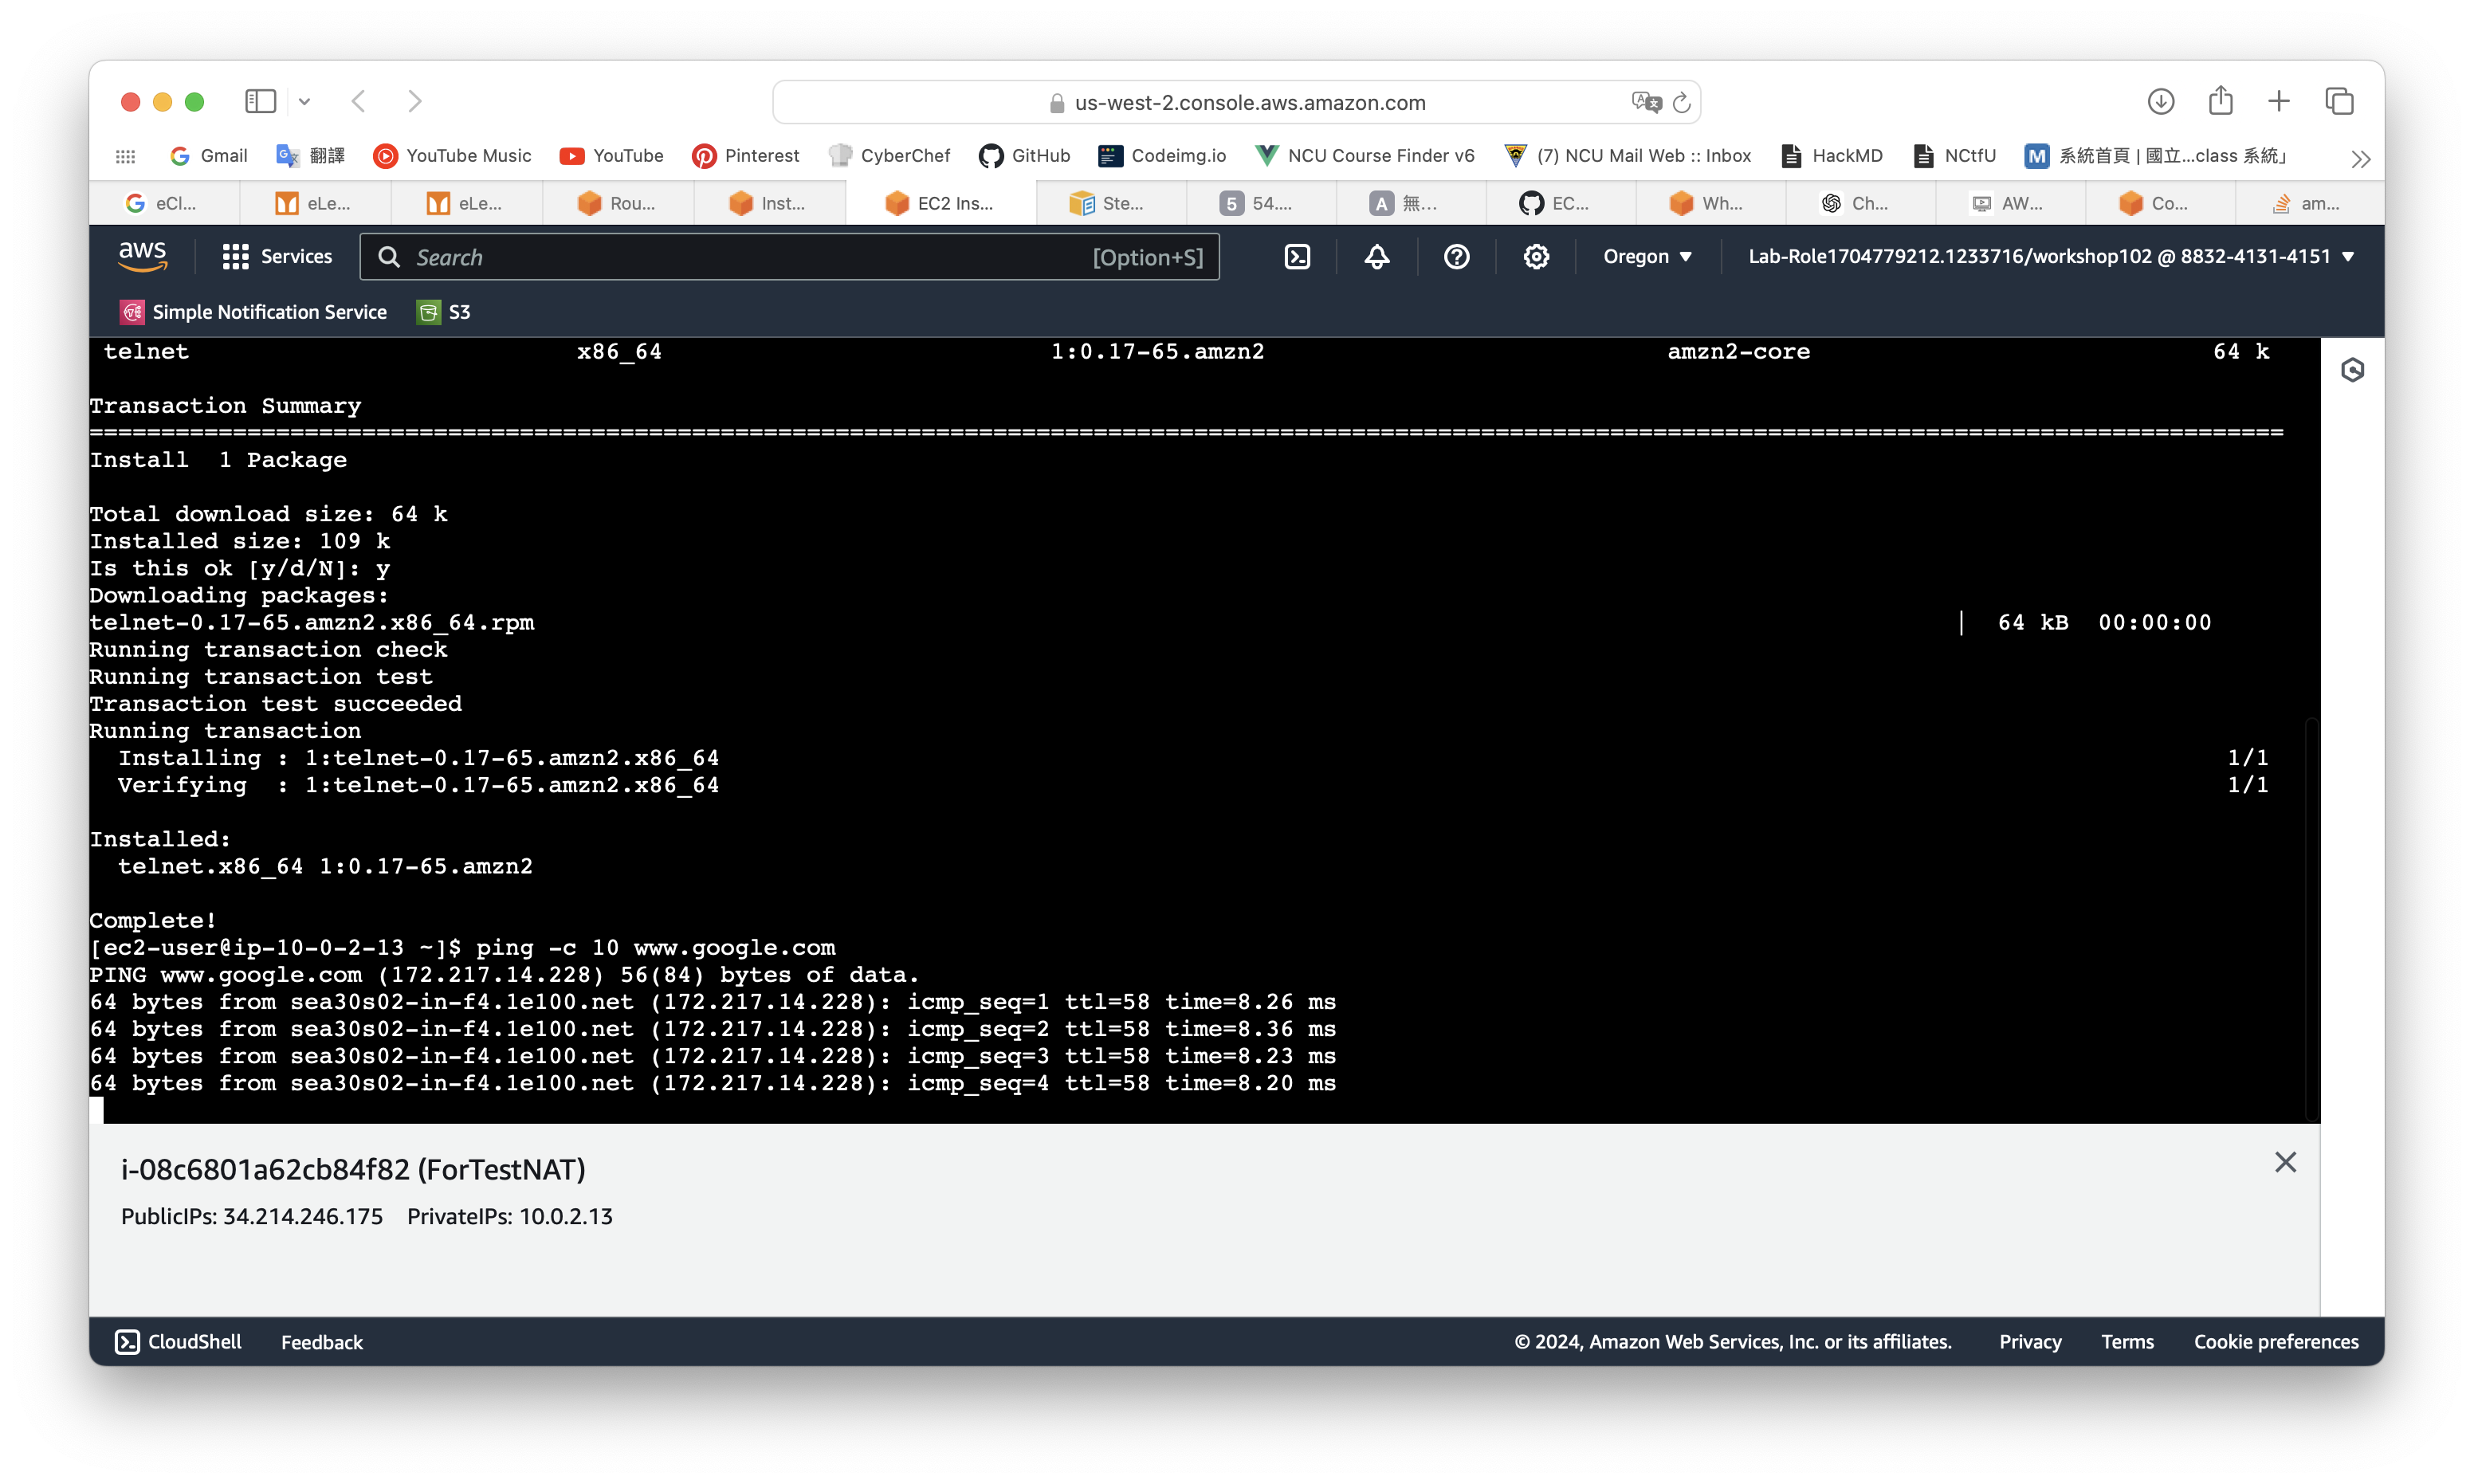 us-west-2.console.aws.amazon.com
Gmail 翻譯 YouTube Music YouTube Pinterest CyberChef GitHub Codeimg.io NCU Course Finder v6 (7) NCU Mail Web :: Inbox HackMD NCtfU M 系統首頁 | 國立...class 系統」
eCl... eLe... eLe... Rou... Inst... EC2 Ins... Ste... 5 54.... A 無... EC... Wh... Ch... AW... Co... am...
aws Services Search [Option+S] Oregon Lab-Role1704779212.1233716/workshop102 @ 8832-4131-4151
Simple Notification Service S3
telnet x86_64 1:0.17-65.amzn2 amzn2-core 64 k
Transaction Summary
================================================================================
Install  1 Package
Total download size: 64 k
Installed size: 109 k
Is this ok [y/d/N]: y
Downloading packages:
telnet-0.17-65.amzn2.x86_64.rpm | 64 kB 00:00:00
Running transaction check
Running transaction test
Transaction test succeeded
Running transaction
Installing : 1:telnet-0.17-65.amzn2.x86_64 1/1
Verifying  : 1:telnet-0.17-65.amzn2.x86_64 1/1
Installed:
telnet.x86_64 1:0.17-65.amzn2
Complete!
[ec2-user@ip-10-0-2-13 ~]$ ping -c 10 www.google.com
PING www.google.com (172.217.14.228) 56(84) bytes of data.
64 bytes from sea30s02-in-f4.1e100.net (172.217.14.228): icmp_seq=1 ttl=58 time=8.26 ms
64 bytes from sea30s02-in-f4.1e100.net (172.217.14.228): icmp_seq=2 ttl=58 time=8.36 ms
64 bytes from sea30s02-in-f4.1e100.net (172.217.14.228): icmp_seq=3 ttl=58 time=8.23 ms
64 bytes from sea30s02-in-f4.1e100.net (172.217.14.228): icmp_seq=4 ttl=58 time=8.20 ms
i-08c6801a62cb84f82 (ForTestNAT)
PublicIPs: 34.214.246.175 PrivateIPs: 10.0.2.13
CloudShell Feedback © 2024, Amazon Web Services, Inc. or its affiliates. Privacy Terms Cookie preferences